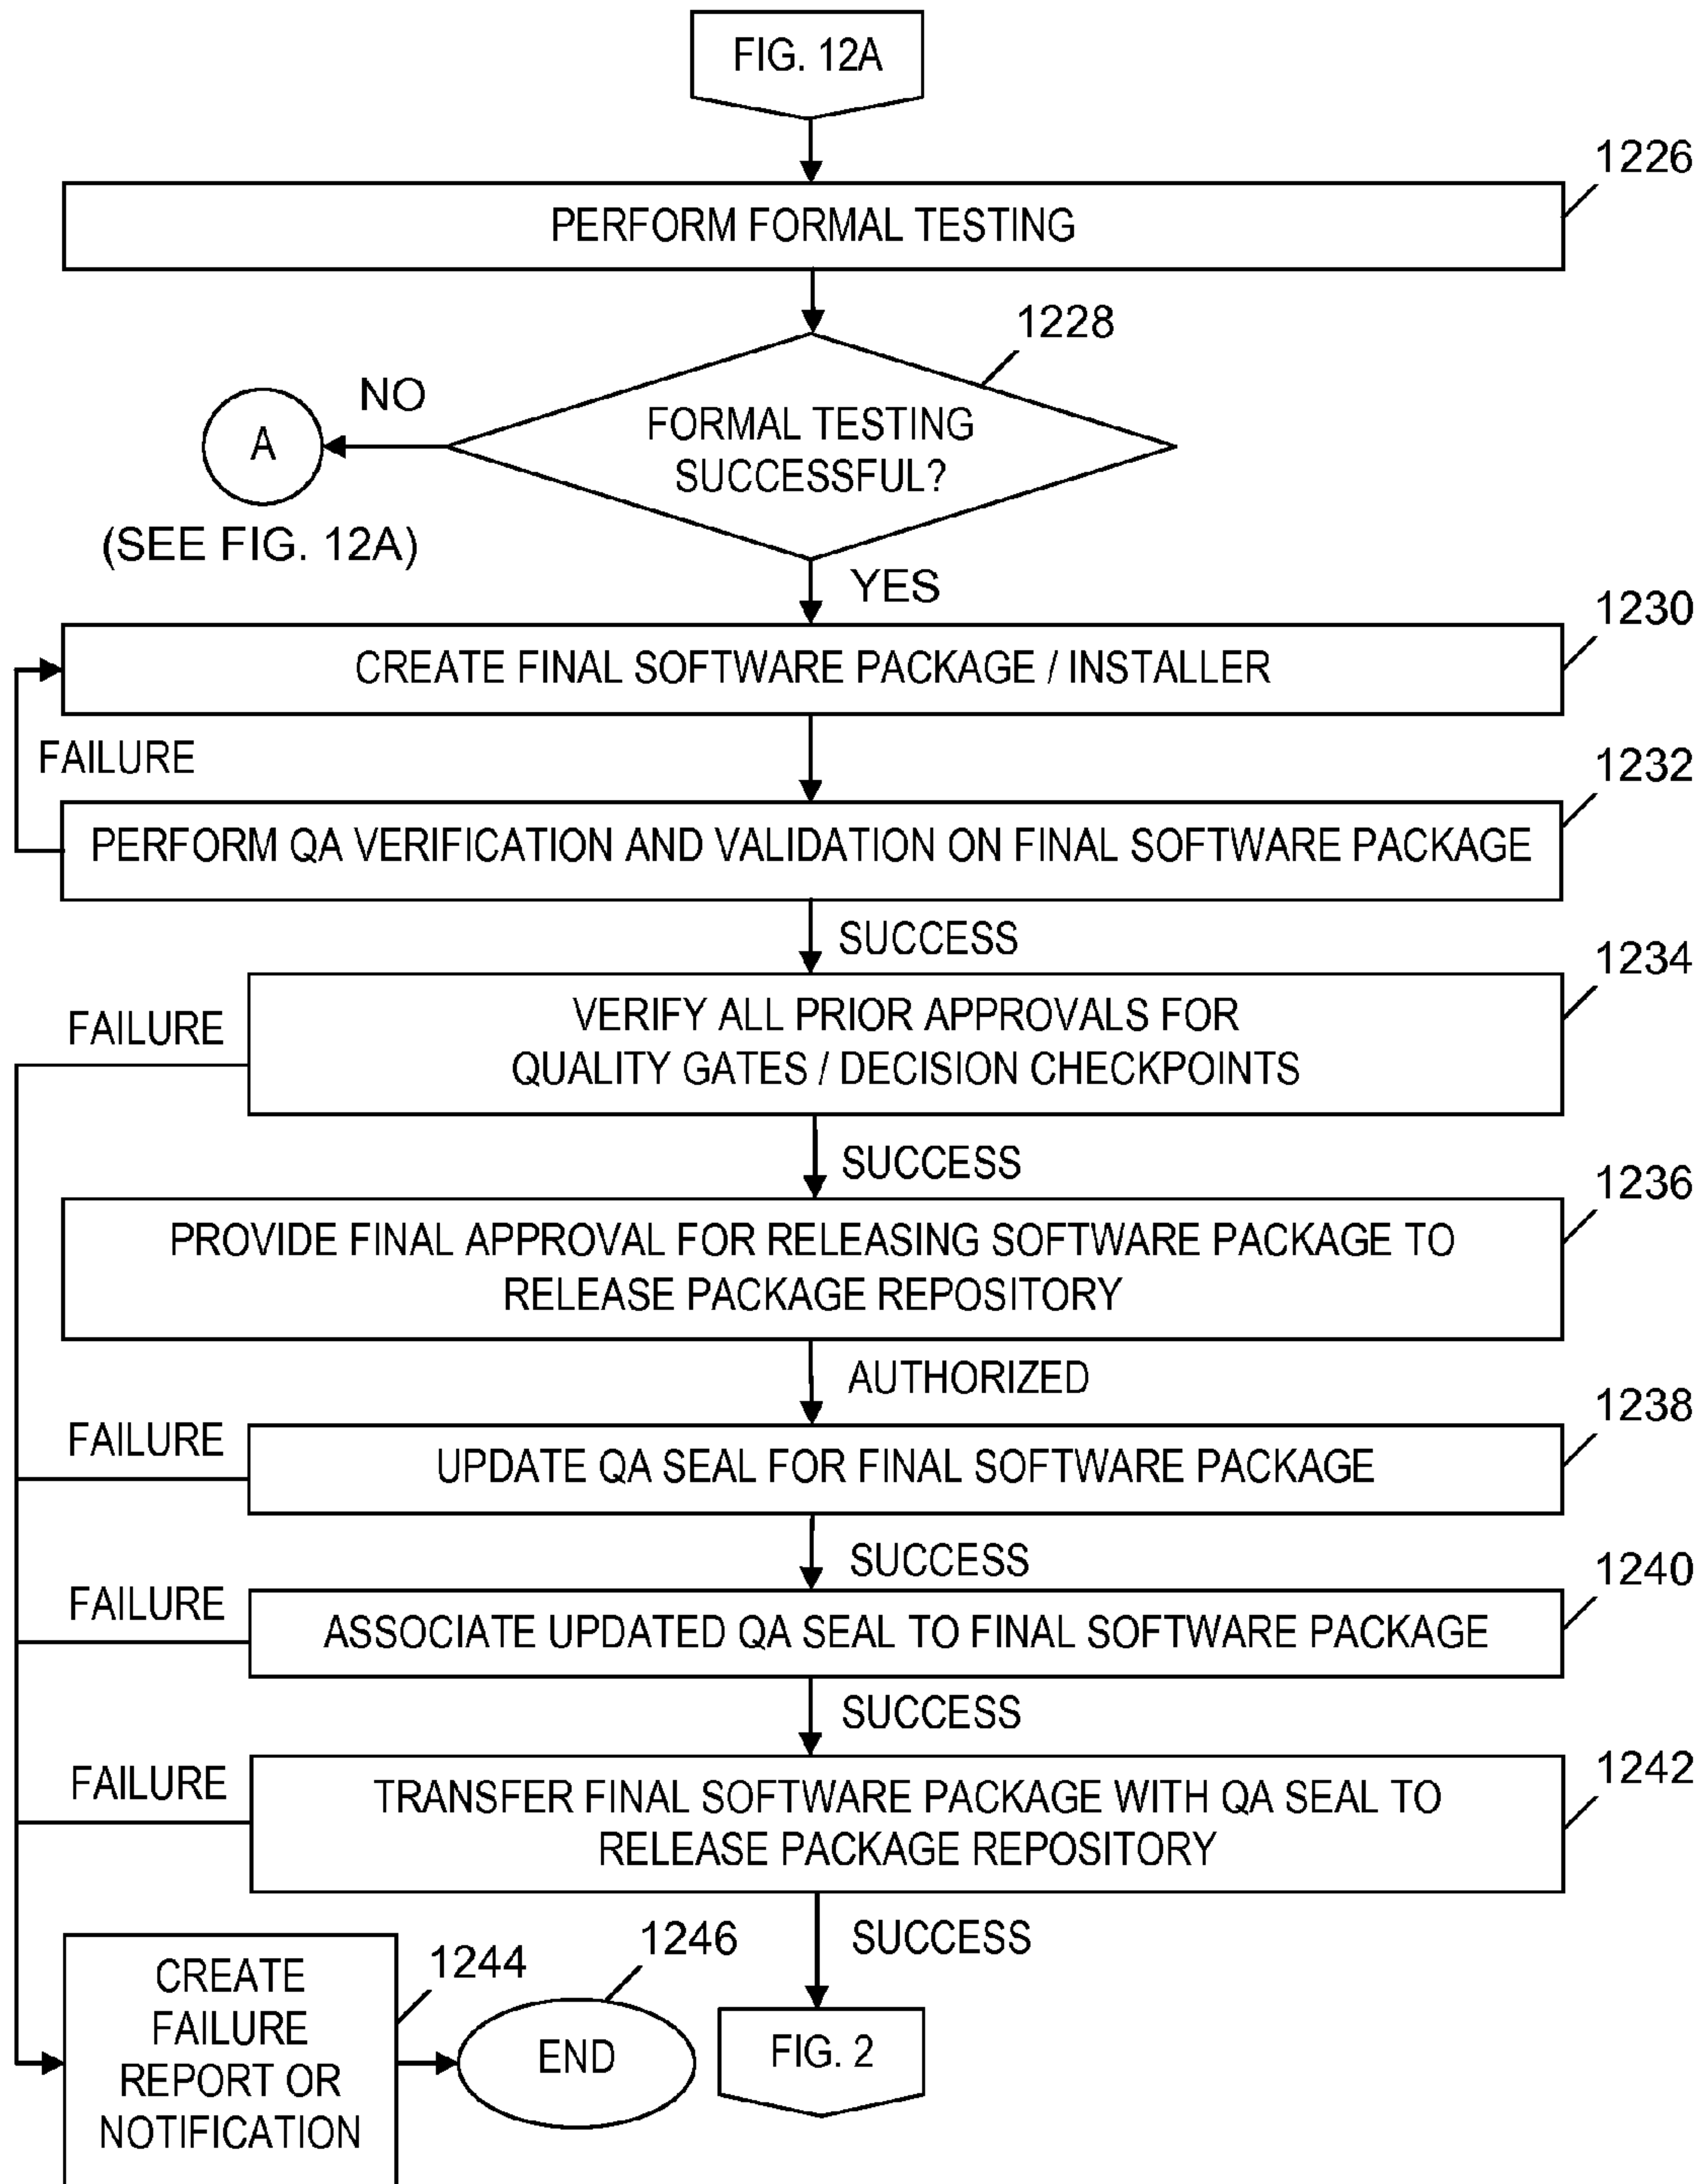 FIG. 12A
1226
PERFORM FORMAL TESTING
1228
NO
A
FORMAL TESTING
SUCCESSFUL?
(SEE FIG. 12A)
YES
1230
CREATE FINAL SOFTWARE PACKAGE / INSTALLER
FAILURE
1232
PERFORM QA VERIFICATION AND VALIDATION ON FINAL SOFTWARE PACKAGE
SUCCESS
1234
FAILURE
VERIFY ALL PRIOR APPROVALS FOR
QUALITY GATES / DECISION CHECKPOINTS
SUCCESS
1236
PROVIDE FINAL APPROVAL FOR RELEASING SOFTWARE PACKAGE TO
RELEASE PACKAGE REPOSITORY
AUTHORIZED
1238
FAILURE
UPDATE QA SEAL FOR FINAL SOFTWARE PACKAGE
SUCCESS
1240
FAILURE
ASSOCIATE UPDATED QA SEAL TO FINAL SOFTWARE PACKAGE
SUCCESS
1242
FAILURE
TRANSFER FINAL SOFTWARE PACKAGE WITH QA SEAL TO
RELEASE PACKAGE REPOSITORY
SUCCESS
1244
CREATE
FAILURE
REPORT OR
NOTIFICATION
1246
END
FIG. 2